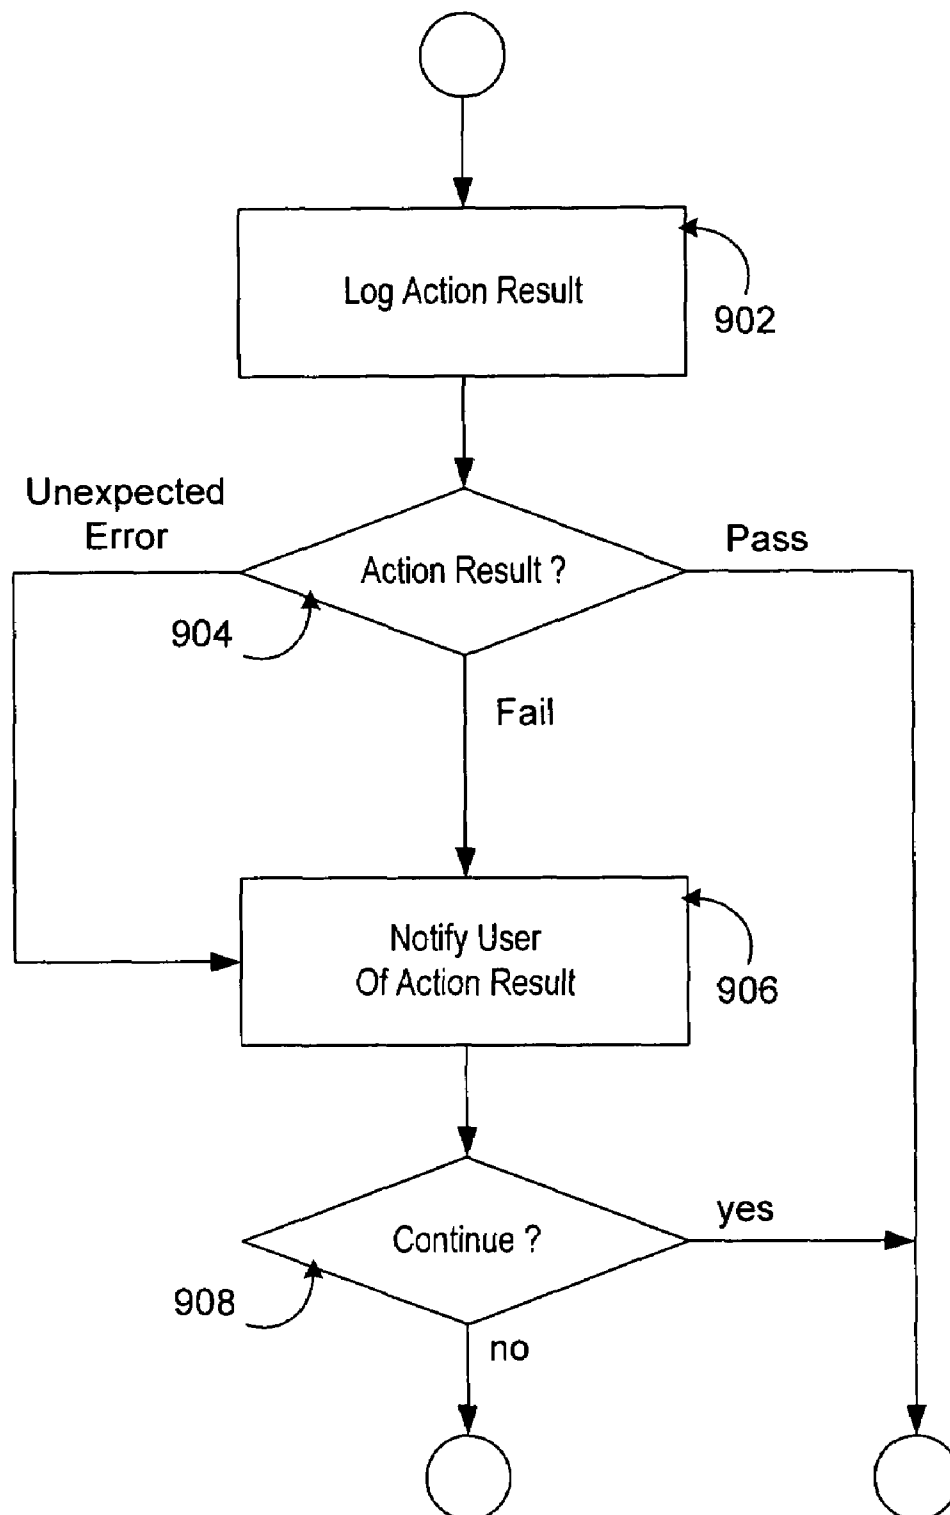 Log Action Result
902
Unexpected
Error
Action Result ?
Pass
904
Fail
Notify User
Of Action Result
906
Continue ?
yes
908
no